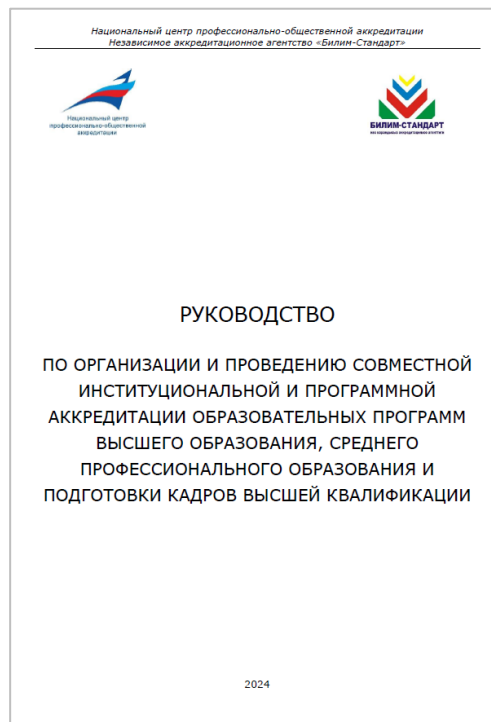 Национальный центр профессионально-общественной аккредитации
Независимое аккредитационное агентство «Билим-Стандарт»
Национальный центр
профессионально-общественной
аккредитации
БИЛИМ-СТАНДАРТ
РУКОВОДСТВО
ПО ОРГАНИЗАЦИИ И ПРОВЕДЕНИЮ СОВМЕСТНОЙ
ИНСТИТУЦИОНАЛЬНОЙ И ПРОГРАММНОЙ
АККРЕДИТАЦИИ ОБРАЗОВАТЕЛЬНЫХ ПРОГРАММ
ВЫСШЕГО ОБРАЗОВАНИЯ, СРЕДНЕГО
ПРОФЕССИОНАЛЬНОГО ОБРАЗОВАНИЯ И
ПОДГОТОВКИ КАДРОВ ВЫСШЕЙ КВАЛИФИКАЦИИ
2024